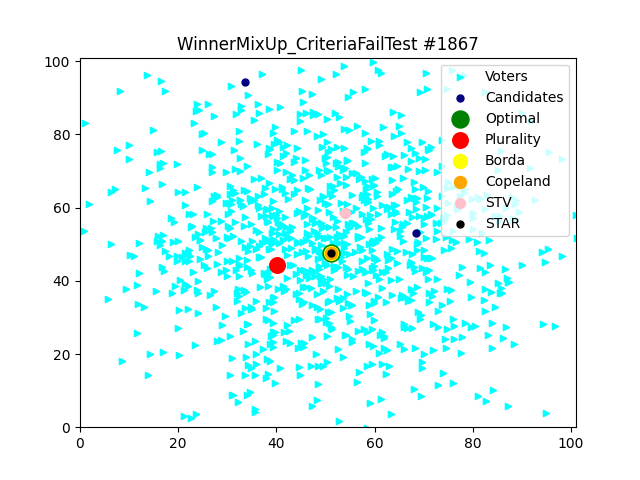 WinnerMixUp_CriteriaFailTest #1867
100
80
60
40
20
0
0 20 40 60 80 100
Voters
Candidates
Optimal
Plurality
Borda
Copeland
STV
STAR